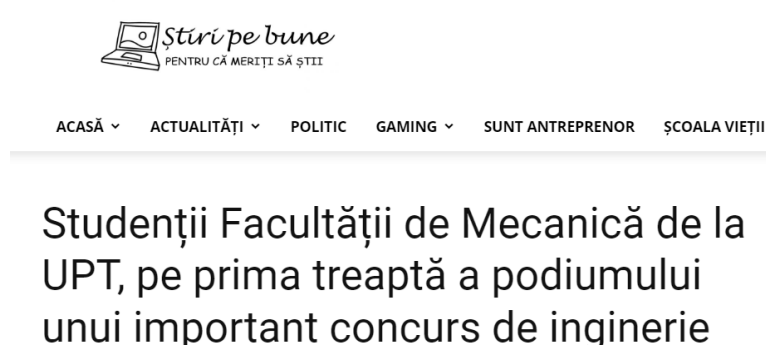 Știri pe bune
PENTRU CĂ MERIȚI SĂ ȘTII
ACASĂ ACTUALITĂȚI POLITIC GAMING SUNT ANTREPRENOR ȘCOALA VIEȚII
Studenții Facultății de Mecanică de la
UPT, pe prima treaptă a podiumului
unui important concurs de inginerie